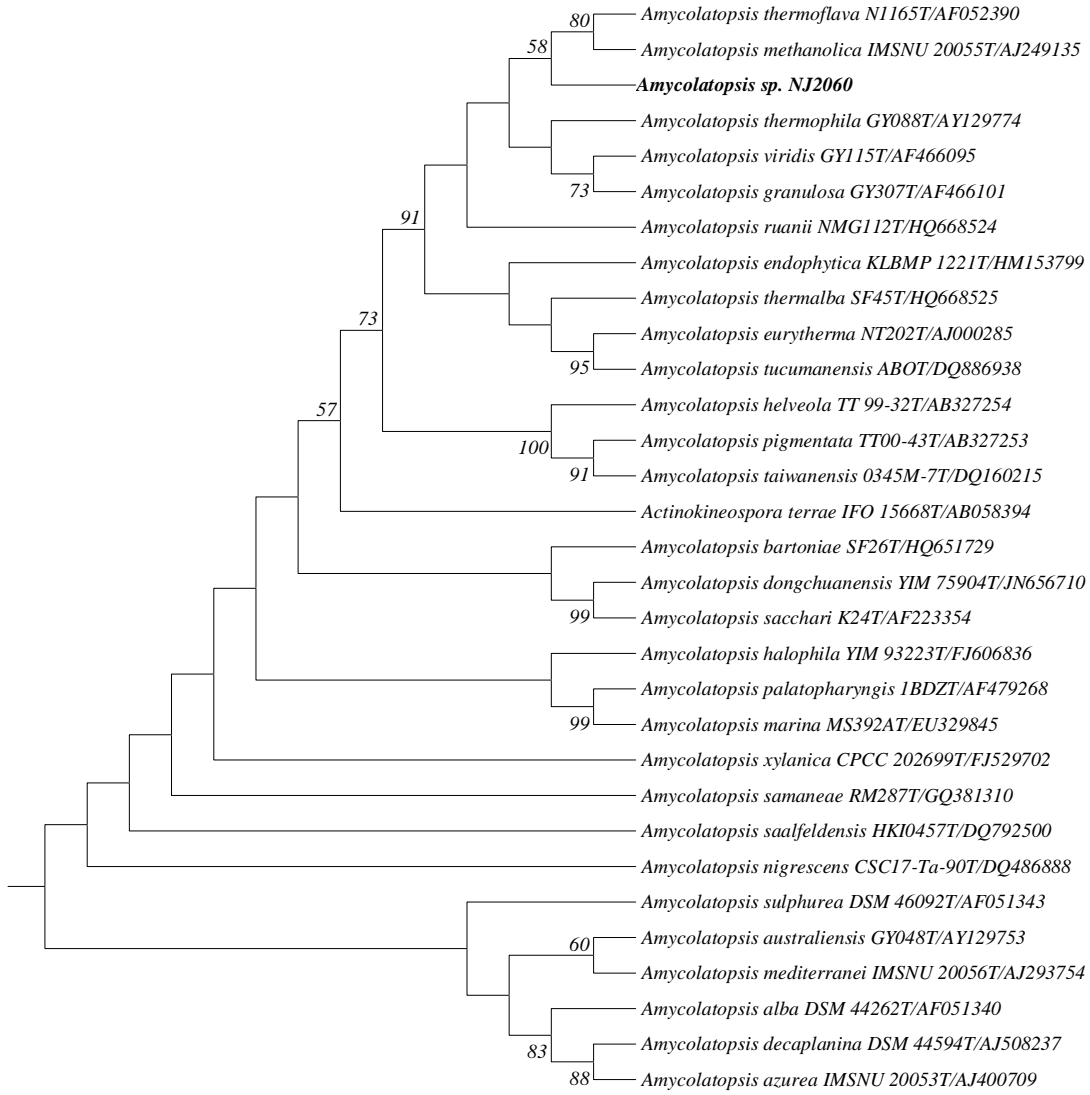 80
Amycolatopsis thermoflava N1165T/AF052390
58
Amycolatopsis methanolica IMSNU 20055T/AJ249135
Amycolatopsis sp. NJ2060
Amycolatopsis thermophila GY088T/AY129774
Amycolatopsis viridis GY115T/AF466095
73
Amycolatopsis granulosa GY307T/AF466101
91
Amycolatopsis ruanii NMG112T/HQ668524
Amycolatopsis endophytica KLBMP 1221T/HM153799
Amycolatopsis thermalba SF45T/HQ668525
73
Amycolatopsis eurytherma NT202T/AJ000285
95
Amycolatopsis tucumanensis ABOT/DQ886938
57
Amycolatopsis helveola TT 99-32T/AB327254
100
Amycolatopsis pigmentata TT00-43T/AB327253
91
Amycolatopsis taiwanensis 0345M-7T/DQ160215
Actinokineospora terrae IFO 15668T/AB058394
Amycolatopsis bartoniae SF26T/HQ651729
Amycolatopsis dongchuanensis YIM 75904T/JN656710
99
Amycolatopsis sacchari K24T/AF223354
Amycolatopsis halophila YIM 93223T/FJ606836
Amycolatopsis palatopharyngis 1BDZT/AF479268
99
Amycolatopsis marina MS392AT/EU329845
Amycolatopsis xylanica CPCC 202699T/FJ529702
Amycolatopsis samaneae RM287T/GQ381310
Amycolatopsis saalfeldensis HKI0457T/DQ792500
Amycolatopsis nigrescens CSC17-Ta-90T/DQ486888
Amycolatopsis sulphurea DSM 46092T/AF051343
60
Amycolatopsis australiensis GY048T/AY129753
Amycolatopsis mediterranei IMSNU 20056T/AJ293754
Amycolatopsis alba DSM 44262T/AF051340
83
Amycolatopsis decaplanina DSM 44594T/AJ508237
88
Amycolatopsis azurea IMSNU 20053T/AJ400709